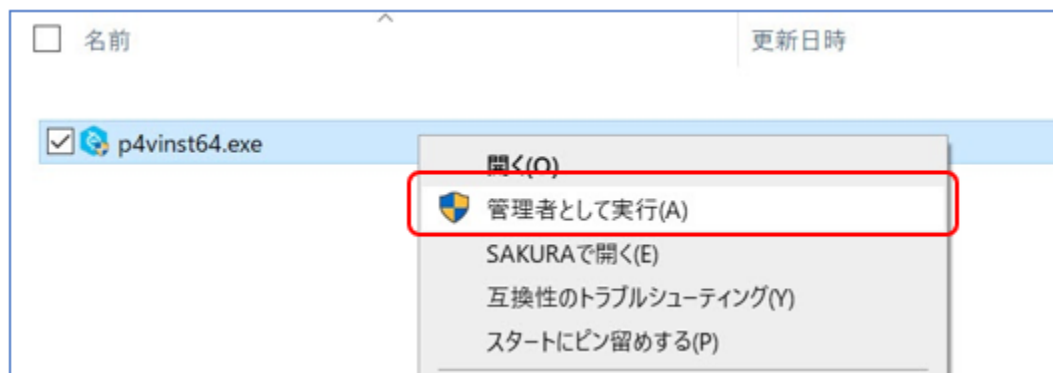 名前 更新日時
p4vinst64.exe
開く(O)
管理者として実行(A)
SAKURAで開く(E)
互換性のトラブルシューティング(Y)
スタートにピン留めする(P)